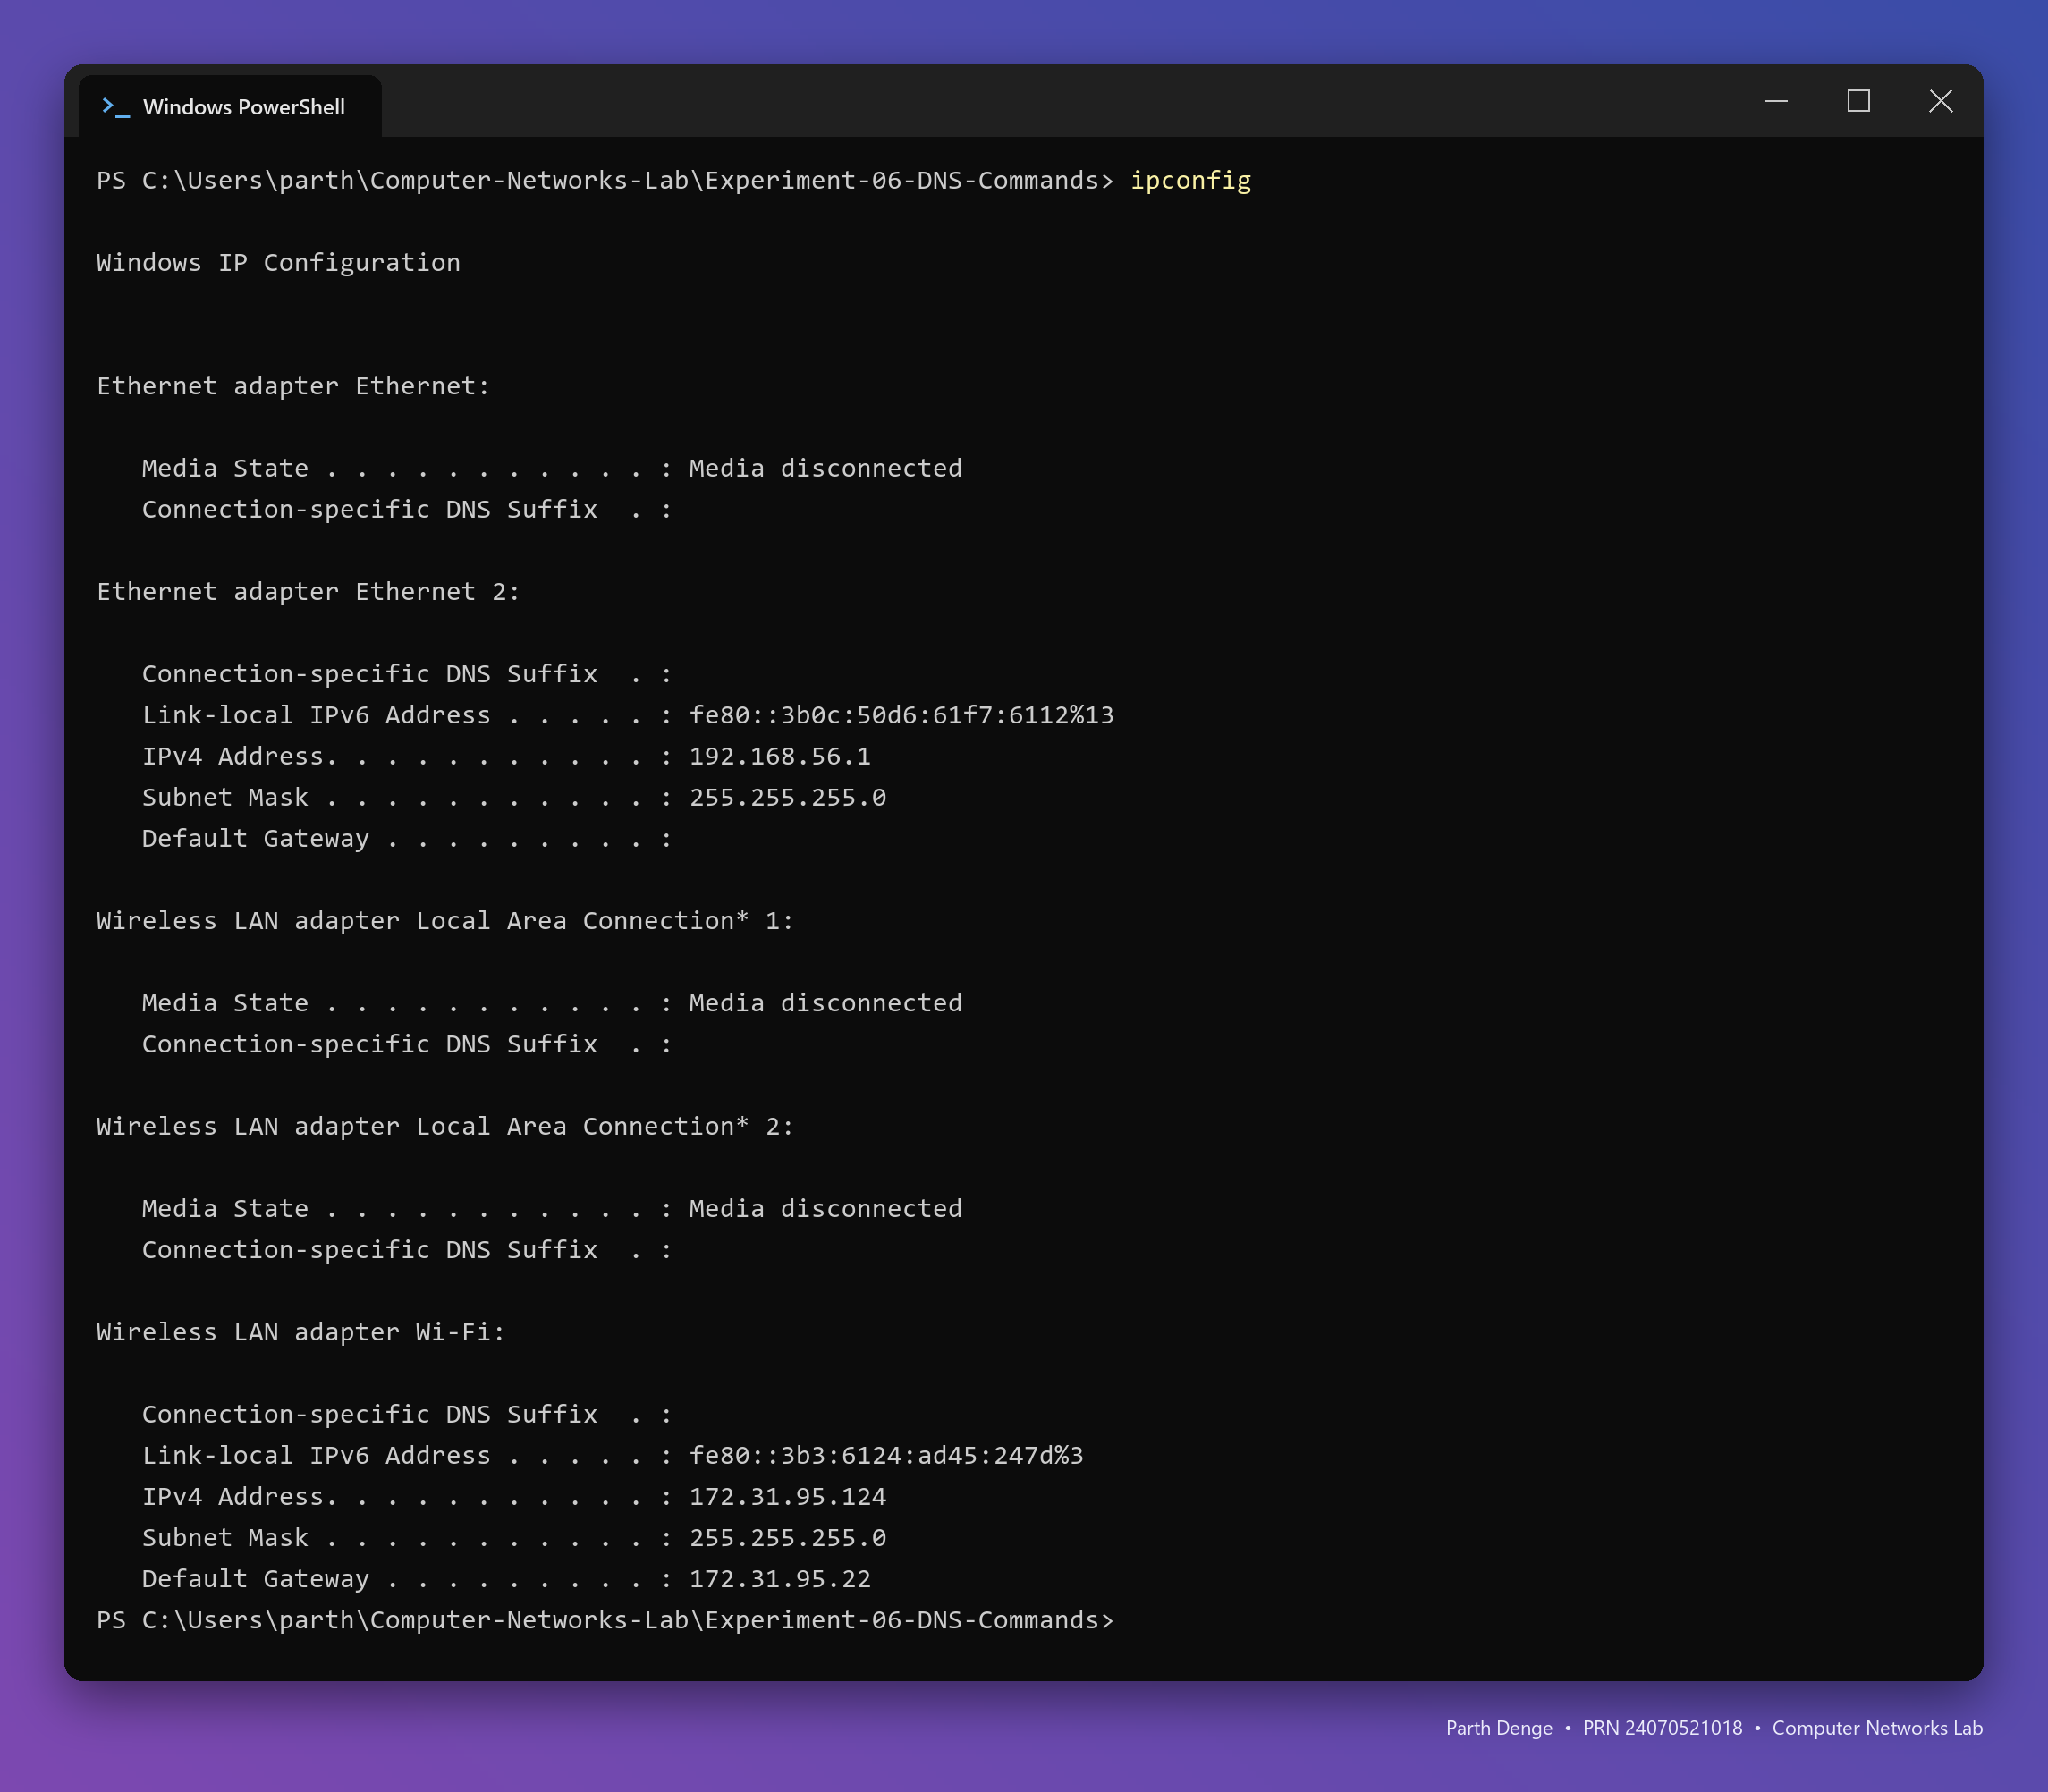 Windows PowerShell
PS C:\Users\parth\Computer-Networks-Lab\Experiment-06-DNS-Commands> ipconfig
Windows IP Configuration
Ethernet adapter Ethernet:
   Media State . . . . . . . . . . . : Media disconnected
   Connection-specific DNS Suffix  . :
Ethernet adapter Ethernet 2:
   Connection-specific DNS Suffix  . :
   Link-local IPv6 Address . . . . . : fe80::3b0c:50d6:61f7:6112%13
   IPv4 Address. . . . . . . . . . . : 192.168.56.1
   Subnet Mask . . . . . . . . . . . : 255.255.255.0
   Default Gateway . . . . . . . . . :
Wireless LAN adapter Local Area Connection* 1:
   Media State . . . . . . . . . . . : Media disconnected
   Connection-specific DNS Suffix  . :
Wireless LAN adapter Local Area Connection* 2:
   Media State . . . . . . . . . . . : Media disconnected
   Connection-specific DNS Suffix  . :
Wireless LAN adapter Wi-Fi:
   Connection-specific DNS Suffix  . :
   Link-local IPv6 Address . . . . . : fe80::3b3:6124:ad45:247d%3
   IPv4 Address. . . . . . . . . . . : 172.31.95.124
   Subnet Mask . . . . . . . . . . . : 255.255.255.0
   Default Gateway . . . . . . . . . : 172.31.95.22
PS C:\Users\parth\Computer-Networks-Lab\Experiment-06-DNS-Commands>
Parth Denge • PRN 24070521018 • Computer Networks Lab